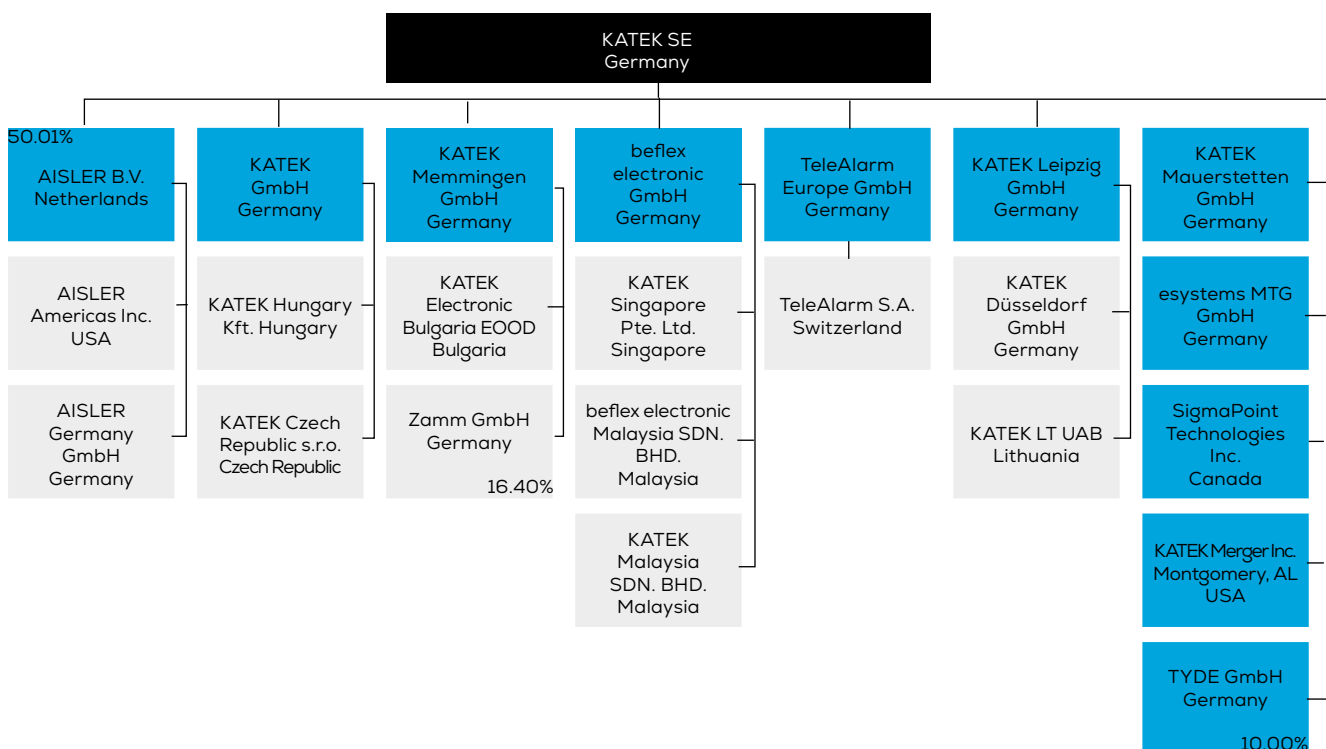 KATEK SE
Germany
50.01%
AISLER B.V.
Netherlands
AISLER
Americas Inc.
USA
AISLER
Germany
GmbH
Germany
KATEK
GmbH
Germany
KATEK Hungary
Kft. Hungary
KATEK Czech
Republic s.r.o.
Czech Republic
KATEK
Memmingen
GmbH
Germany
KATEK
Electronic
Bulgaria EOOD
Bulgaria
Zamm GmbH
Germany
16.40%
beflex
electronic
GmbH
Germany
KATEK
Singapore
Pte. Ltd.
Singapore
beflex electronic
Malaysia SDN.
BHD.
Malaysia
KATEK
Malaysia
SDN. BHD.
Malaysia
TeleAlarm
Europe GmbH
Germany
TeleAlarm S.A.
Switzerland
KATEK Leipzig
GmbH
Germany
KATEK
Düsseldorf
GmbH
Germany
KATEK LT UAB
Lithuania
KATEK
Mauerstetten
GmbH
Germany
esystems MTG
GmbH
Germany
SigmaPoint
Technologies
Inc.
Canada
KATEK Merger Inc.
Montgomery, AL
USA
TYDE GmbH
Germany
10.00%